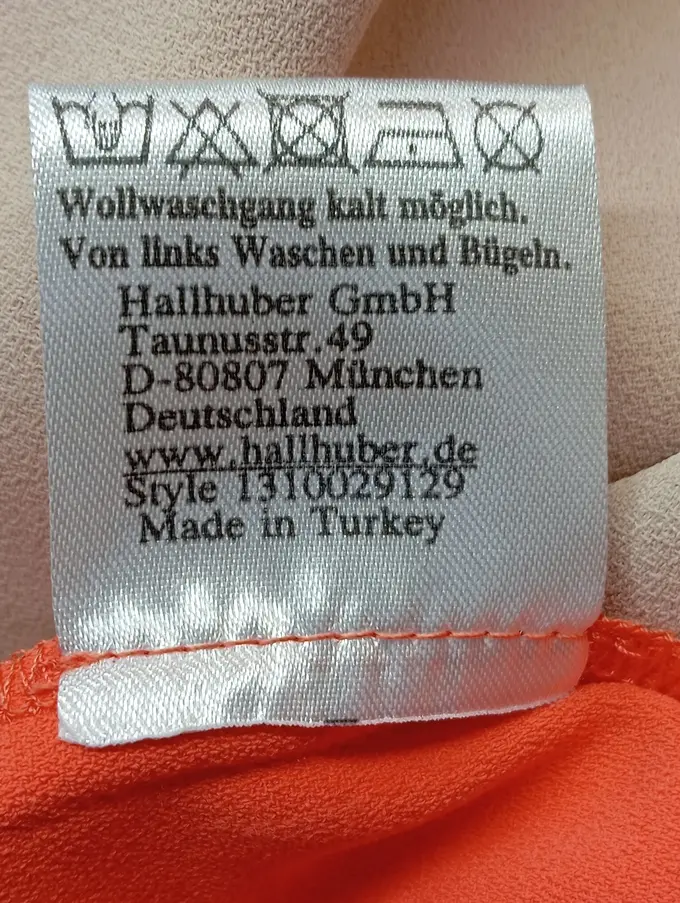 Wollwaschgang kalt möglich.
Von links Waschen und Bügeln.
Hallhuber GmbH
Taunusstr.49
D-80807 München
Deutschland
www.hallhuber.de
Style 1310029129
Made in Turkey